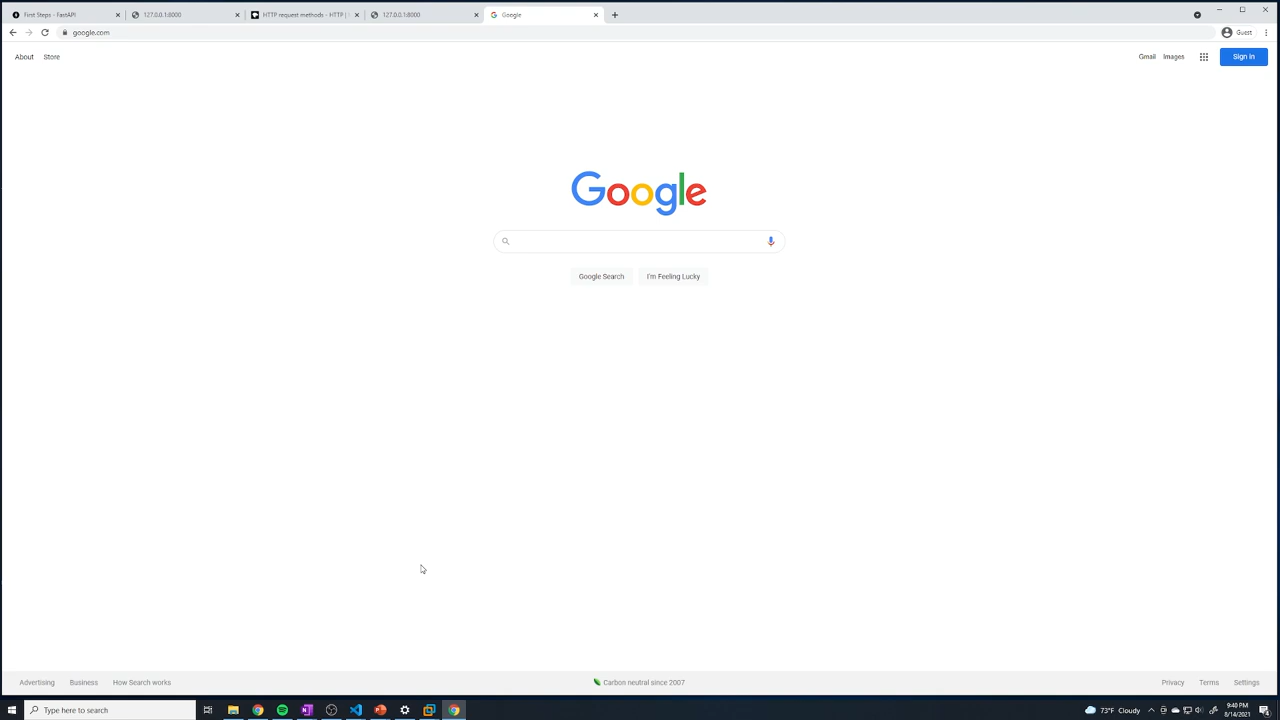 First Steps - FastAPI
127.0.0.1:8000
HTTP request methods - HTTP |
127.0.0.1:8000
Google
google.com
Guest
About Store
Gmail Images Sign in
Google
Google Search I'm Feeling Lucky
Advertising Business How Search works
Carbon neutral since 2007
Privacy Terms Settings
Type here to search
73°F Cloudy
9:40 PM
8/14/2021